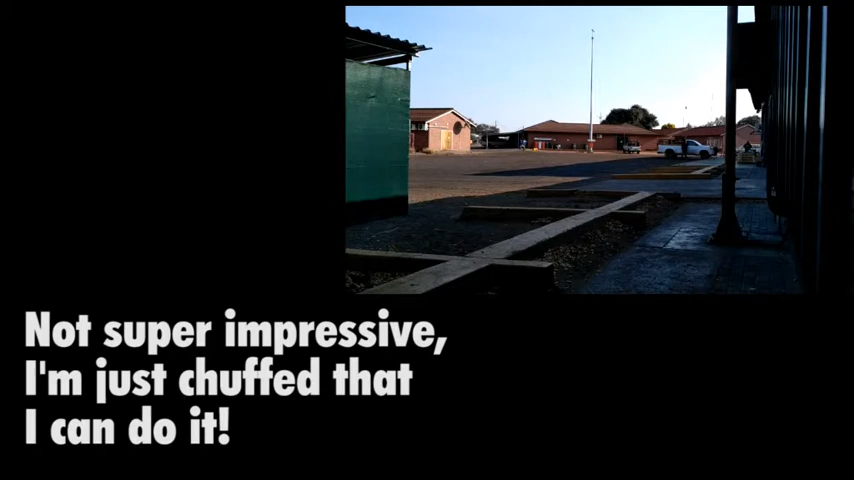 Not super impressive,
I'm just chuffed that
I can do it!